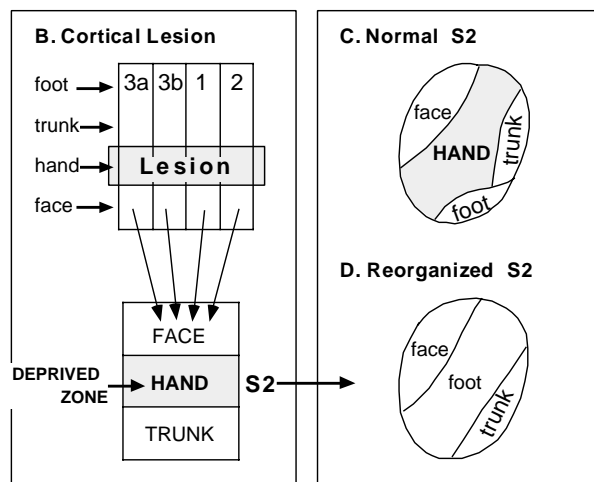 B. Cortical Lesion
foot
3a 3b 1 2
trunk
hand
Lesion
face
FACE
DEPRIVED
ZONE
HAND
S2
TRUNK
C. Normal S2
face
HAND
trunk
foot
D. Reorganized S2
face
foot
trunk